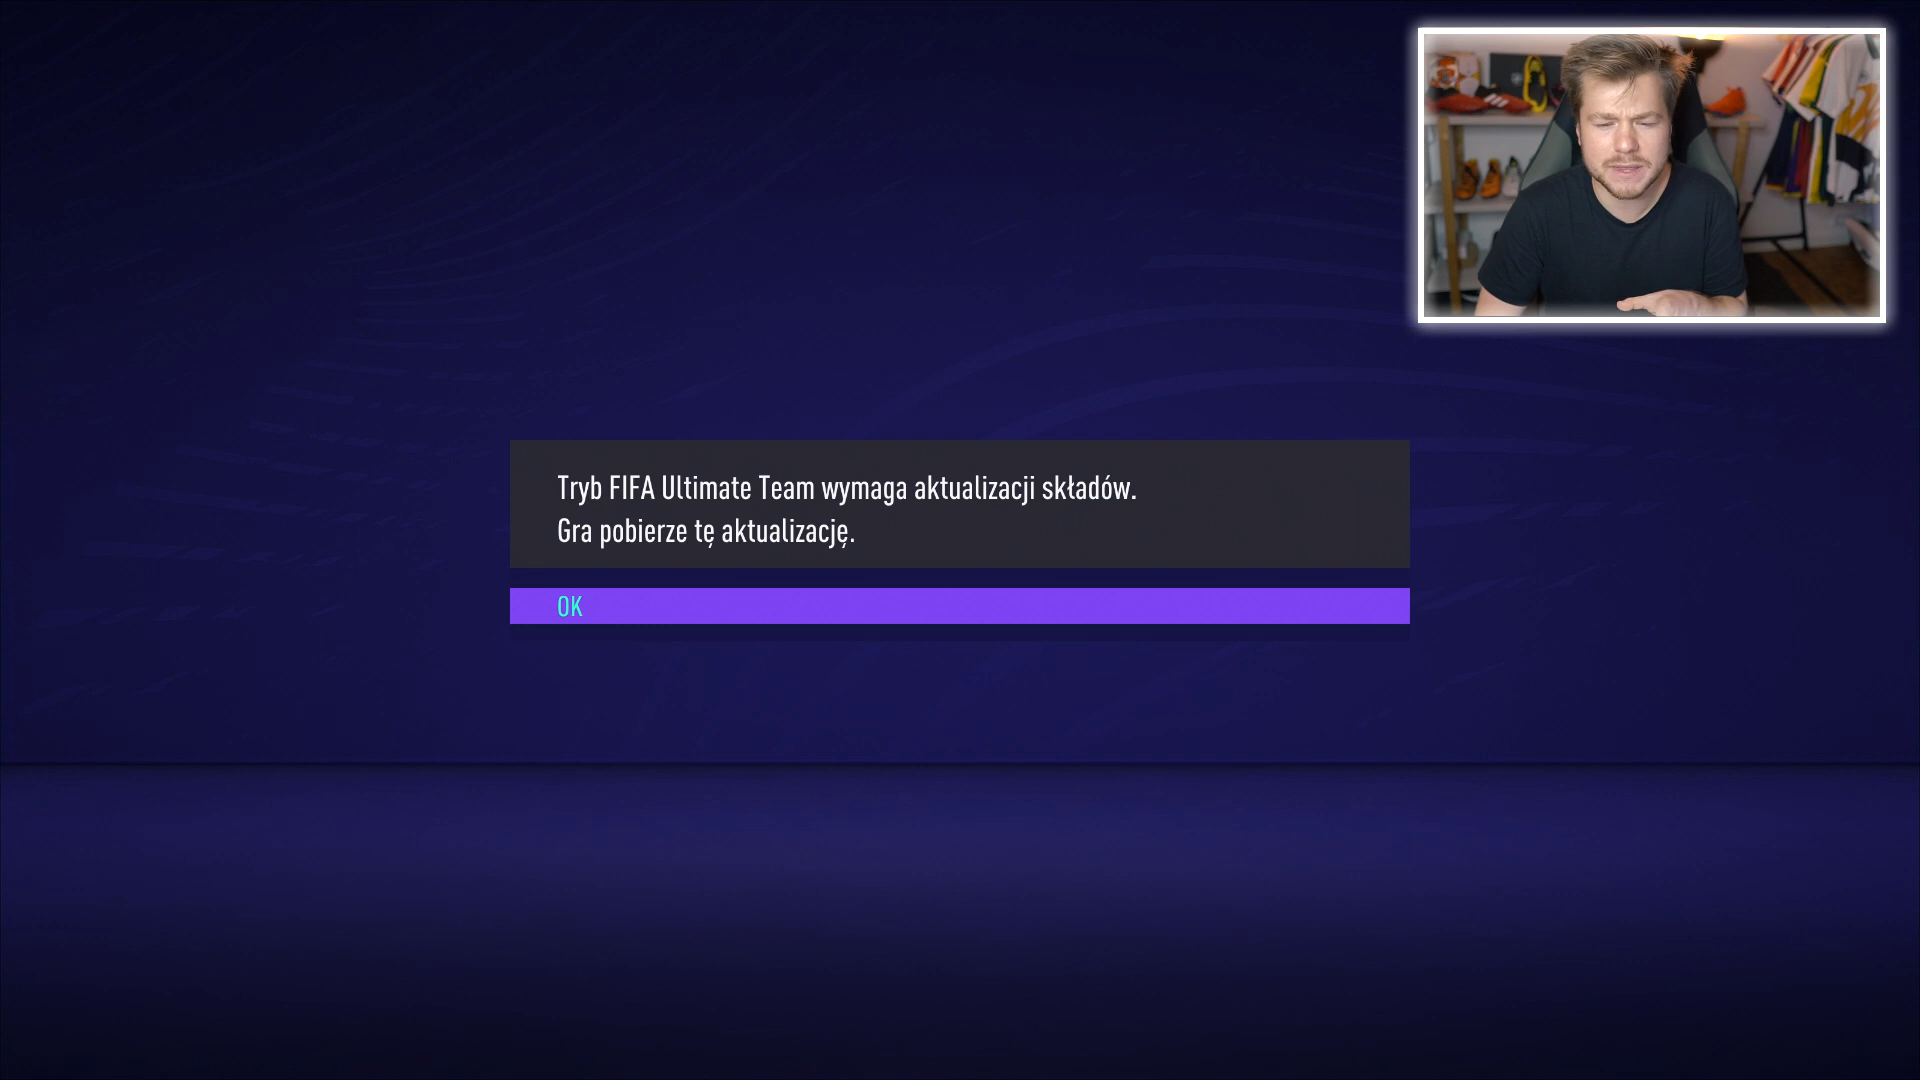 Tryb FIFA Ultimate Team wymaga aktualizacji składów.
Gra pobierze tę aktualizację.
OK